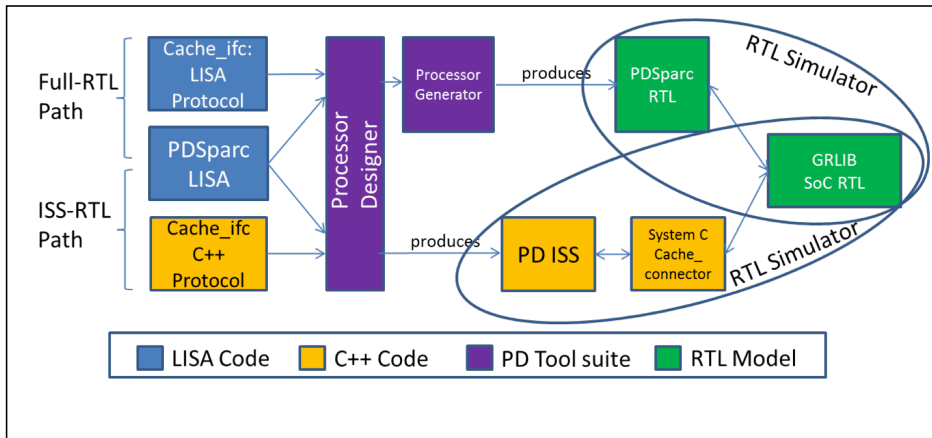 Full-RTL
Path
ISS-RTL
Path
Cache_ifc:
LISA
Protocol
PDSparc
LISA
Cache_ifc
C++
Protocol
Processor
Designer
Processor
Generator
produces
produces
PDSparc
RTL
RTL Simulator
GRLIB
SoC RTL
PD ISS
System C
Cache_
connector
RTL Simulator
LISA Code
C++ Code
PD Tool suite
RTL Model